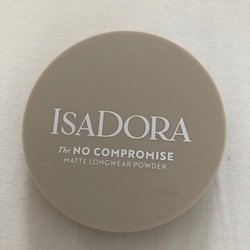 ISADORA
The NO COMPROMISE
MATTE LONGWEAR POWDER